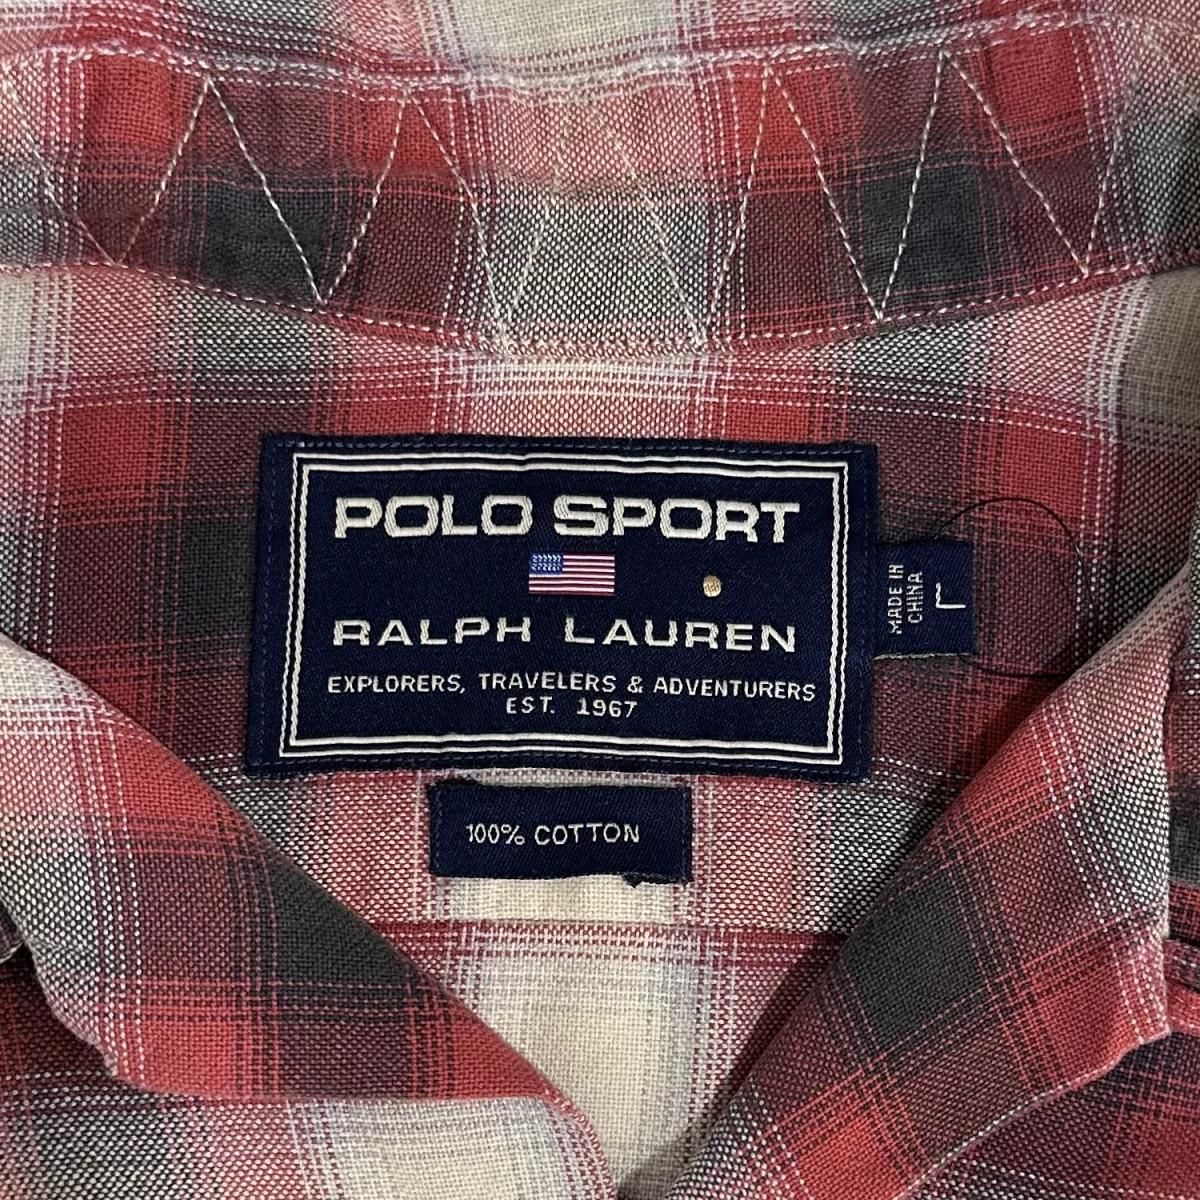 POLO SPORT
RALPH LAUREN
EXPLORERS, TRAVELERS & ADVENTURERS
EST. 1967
MADE IN
CHINA
L
100% COTTON